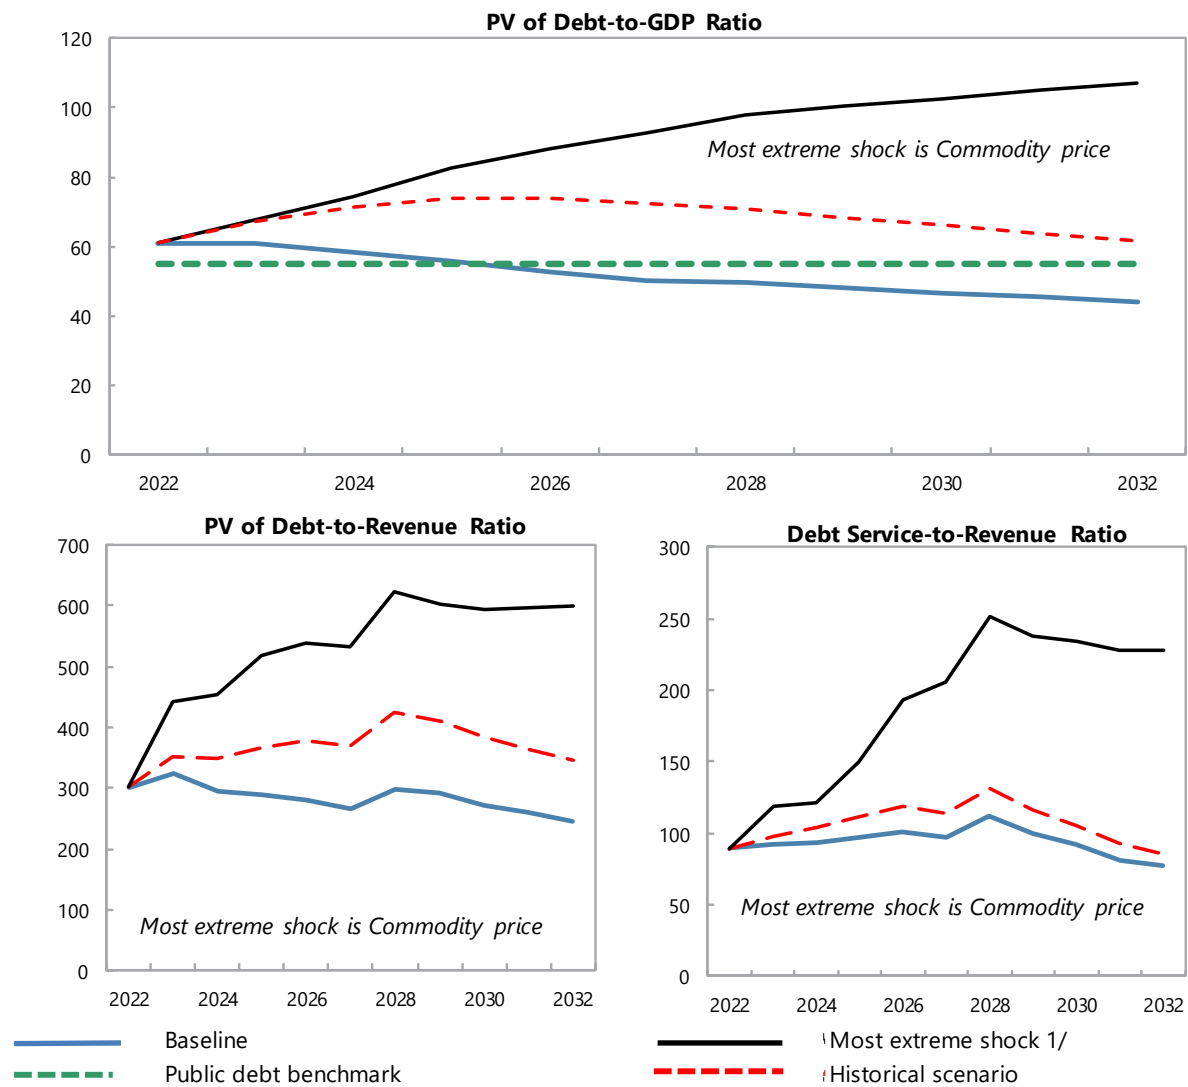 PV of Debt-to-GDP Ratio
120
100
80
60
40
20
0
Most extreme shock is Commodity price
2022 2024 2026 2028 2030 2032
PV of Debt-to-Revenue Ratio
700
600
500
400
300
200
100
0
Most extreme shock is Commodity price
2022 2024 2026 2028 2030 2032
Debt Service-to-Revenue Ratio
300
250
200
150
100
50
0
Most extreme shock is Commodity price
2022 2024 2026 2028 2030 2032
Baseline
Public debt benchmark
Most extreme shock 1/
Historical scenario